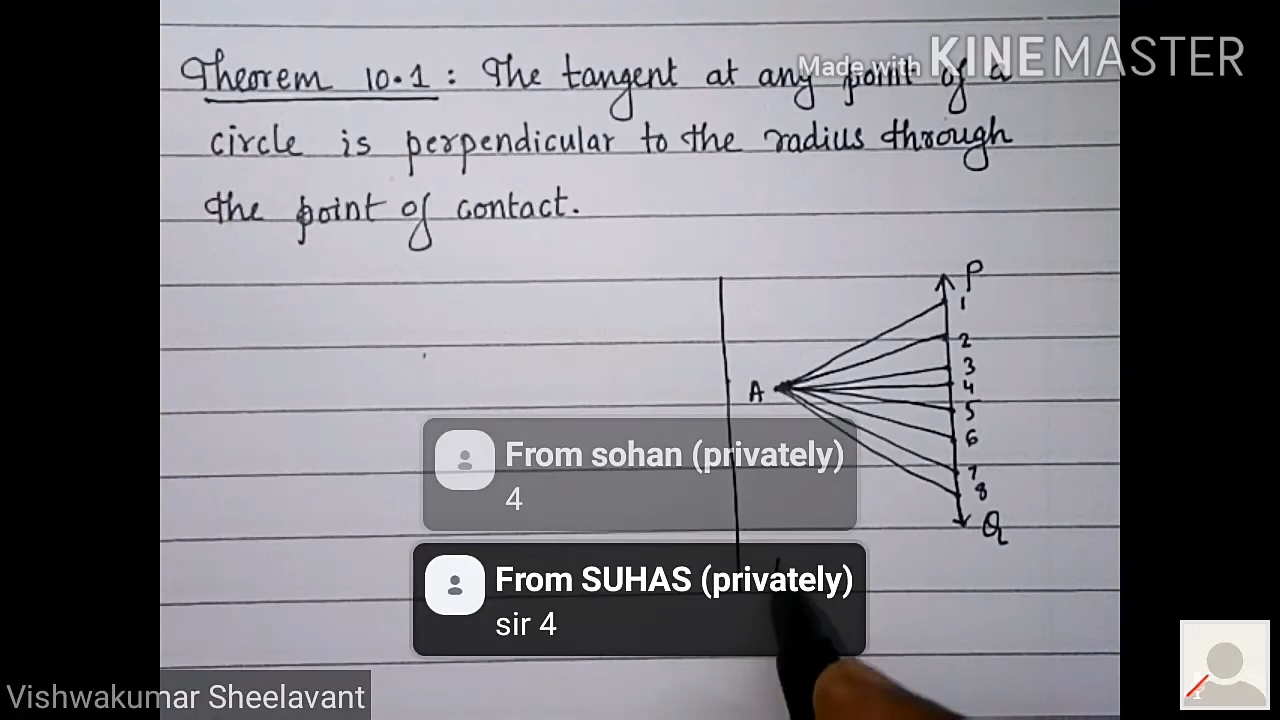 Theorem 10.1 : The tangent at any point of a
Made with KINEMASTER
circle is perpendicular to the radius through
the point of contact.
P
1
2
3
A
4
5
From sohan (privately)
6
4
7
8
Q
From SUHAS (privately)
sir 4
Vishwakumar Sheelavant